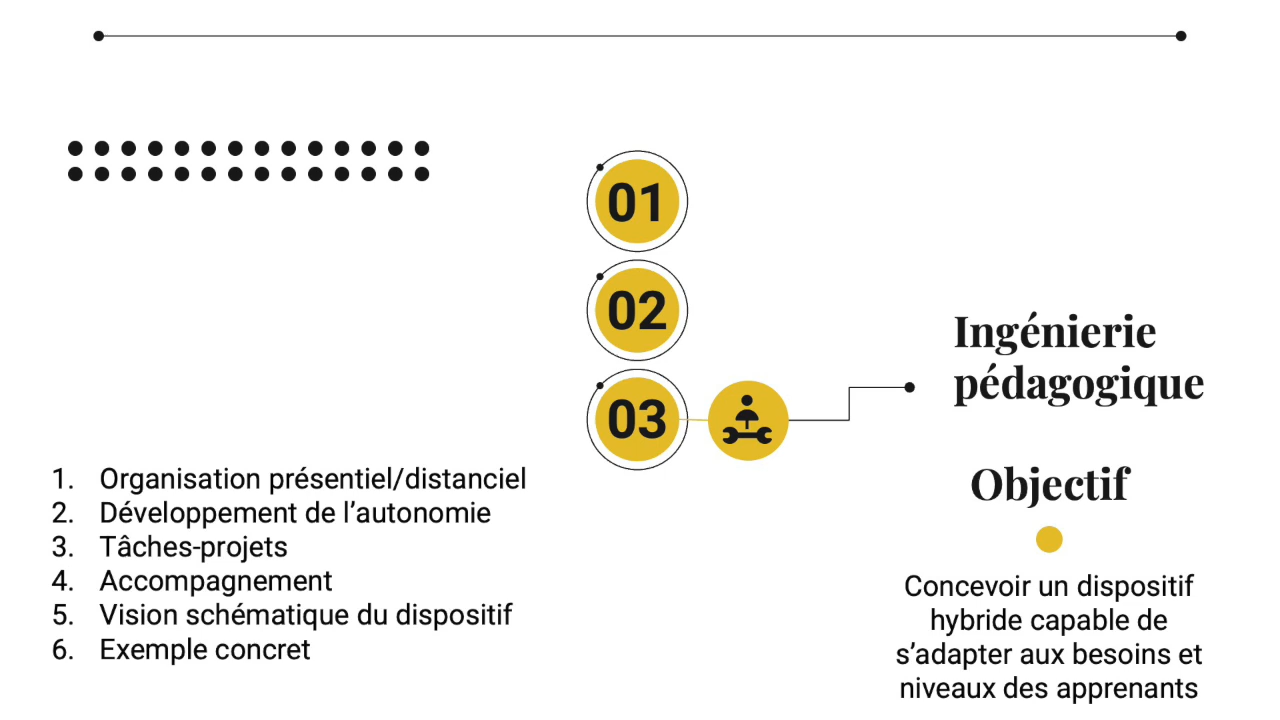 01
02
03
Ingénierie
pédagogique
1. Organisation présentiel/distanciel
2. Développement de l’autonomie
3. Tâches-projets
4. Accompagnement
5. Vision schématique du dispositif
6. Exemple concret
Objectif
Concevoir un dispositif
hybride capable de
s’adapter aux besoins et
niveaux des apprenants